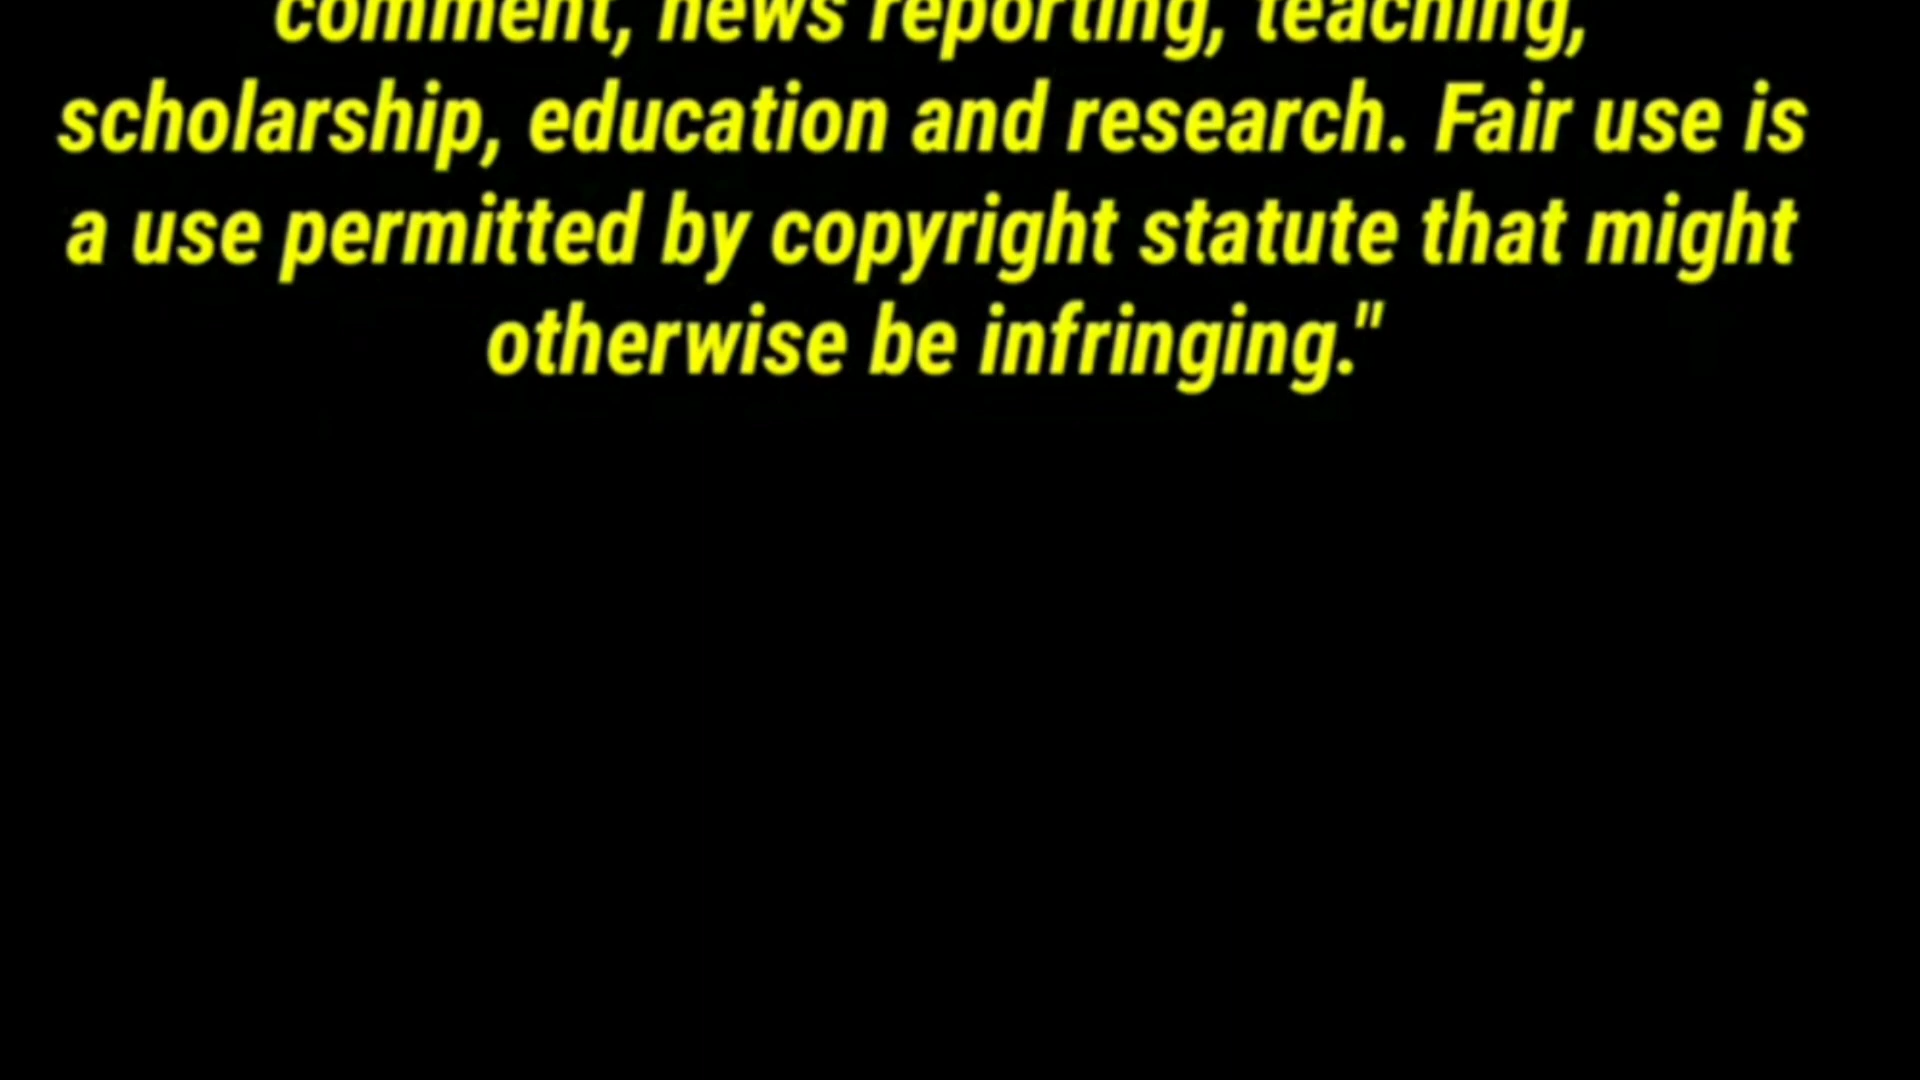 comment, news reporting, teaching,
scholarship, education and research. Fair use is
a use permitted by copyright statute that might
otherwise be infringing."